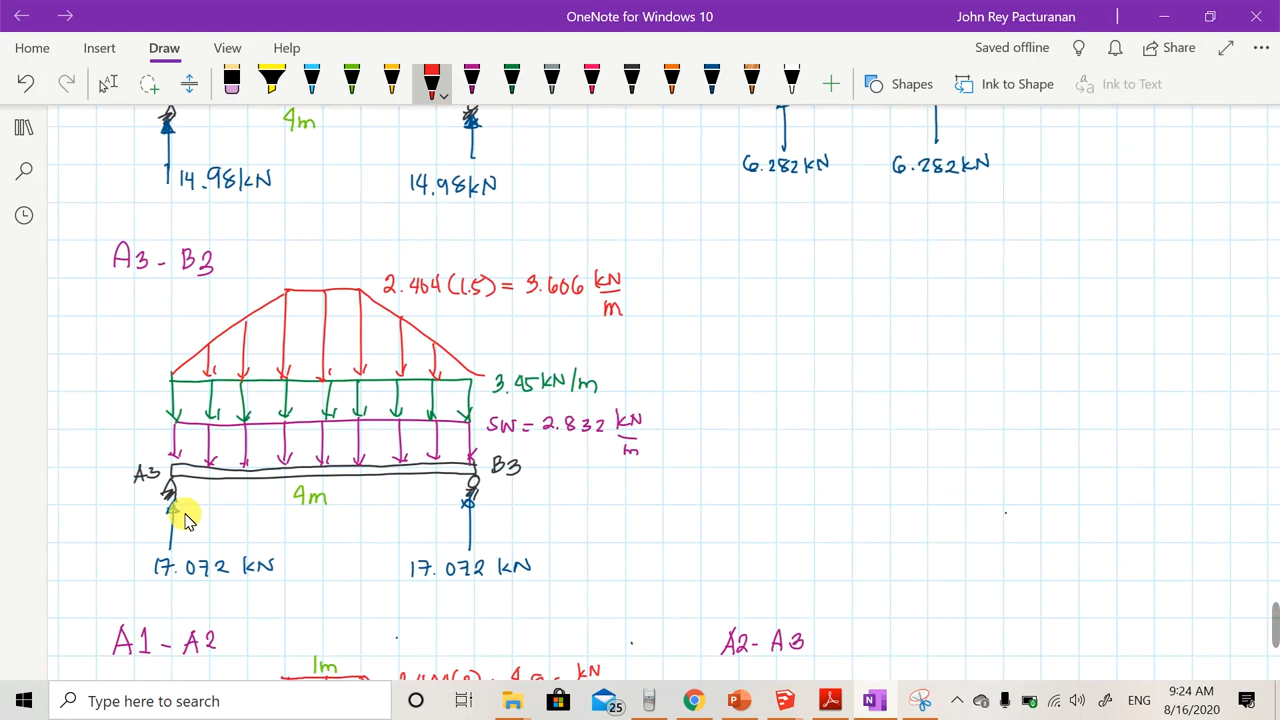 OneNote for Windows 10
John Rey Pacturanan
Home
Insert
Draw
View
Help
Saved offline
Share
Shapes
Ink to Shape
Ink to Text
4m
14.98kN
14.98kN
6.282kN
6.282kN
A3 - B3
2.404(1.5) = 3.606 kN/m
3.45kN/m
SW = 2.832 kN/m
A3
B3
4m
17.072 kN
17.072 kN
A1 - A2
A2 - A3
1m
kN
Type here to search
25
ENG
9:24 AM
8/16/2020